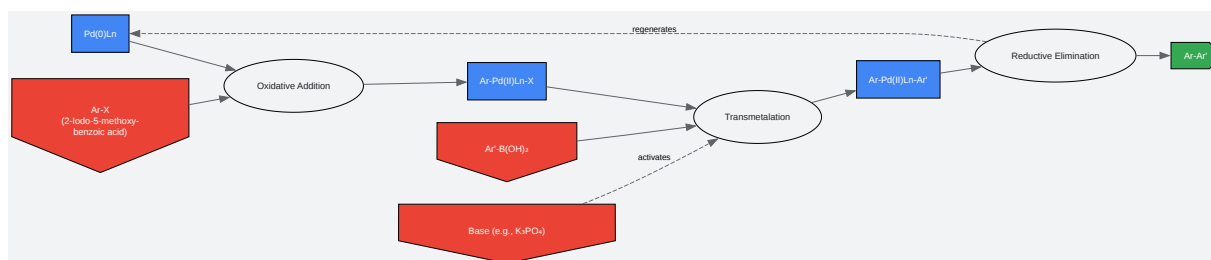 Pd(0)Ln
regenerates
Reductive Elimination
Ar-Ar'
Oxidative Addition
Ar-Pd(II)Ln-X
Ar-Pd(II)Ln-Ar'
Ar-X
(2-Iodo-5-methoxy-
benzoic acid)
Transmetalation
Ar'-B(OH)₂
activates
Base (e.g., K₃PO₄)